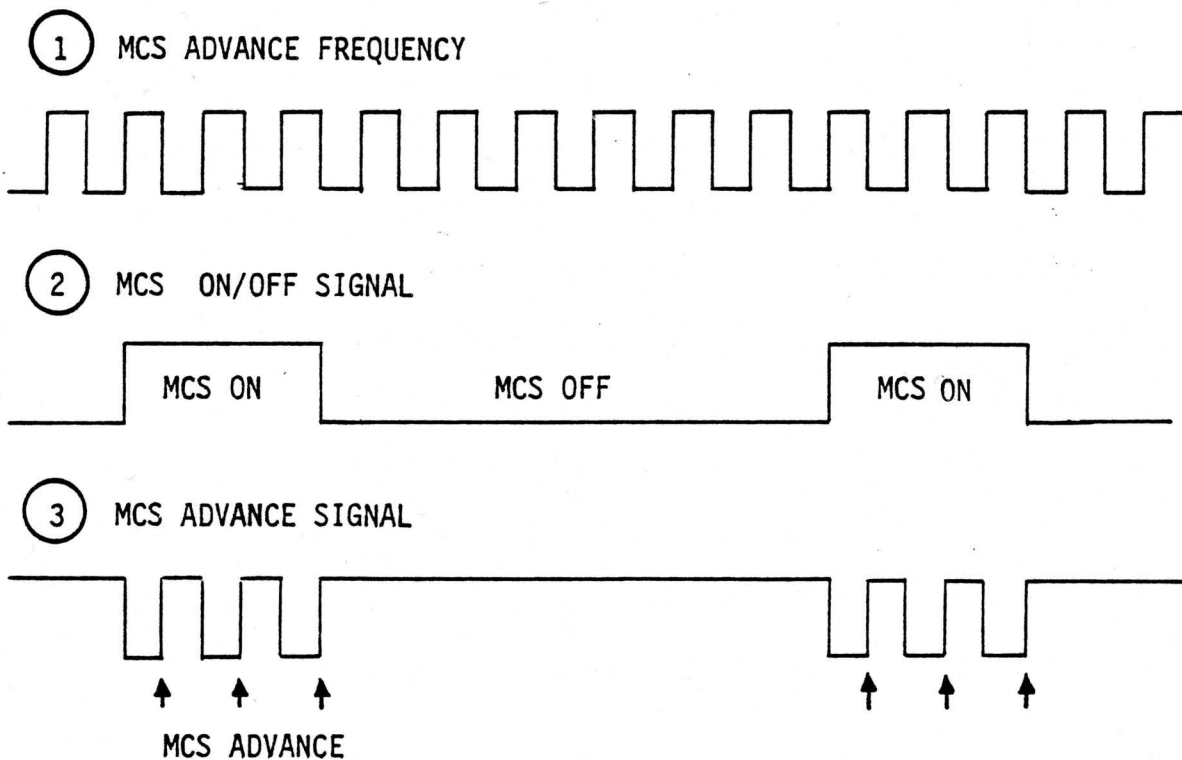 1 MCS ADVANCE FREQUENCY
2 MCS ON/OFF SIGNAL
MCS ON MCS OFF MCS ON
3 MCS ADVANCE SIGNAL
MCS ADVANCE